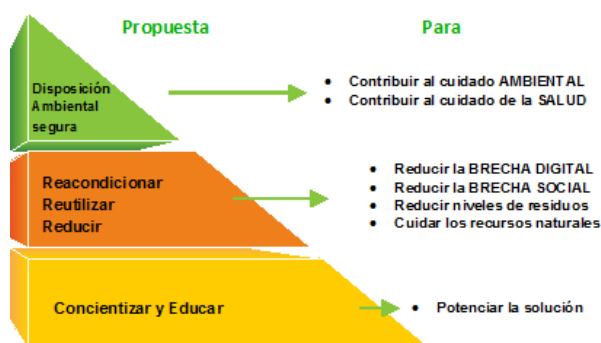 Propuesta
Para
Disposición
Ambiental
segura
• Contribuir al cuidado AMBIENTAL
• Contribuir al cuidado de la SALUD
Reacondicionar
Reutilizar
Reducir
• Reducir la BRECHA DIGITAL
• Reducir la BRECHA SOCIAL
• Reducir niveles de residuos
• Cuidar los recursos naturales
Concientizar y Educar
• Potenciar la solución